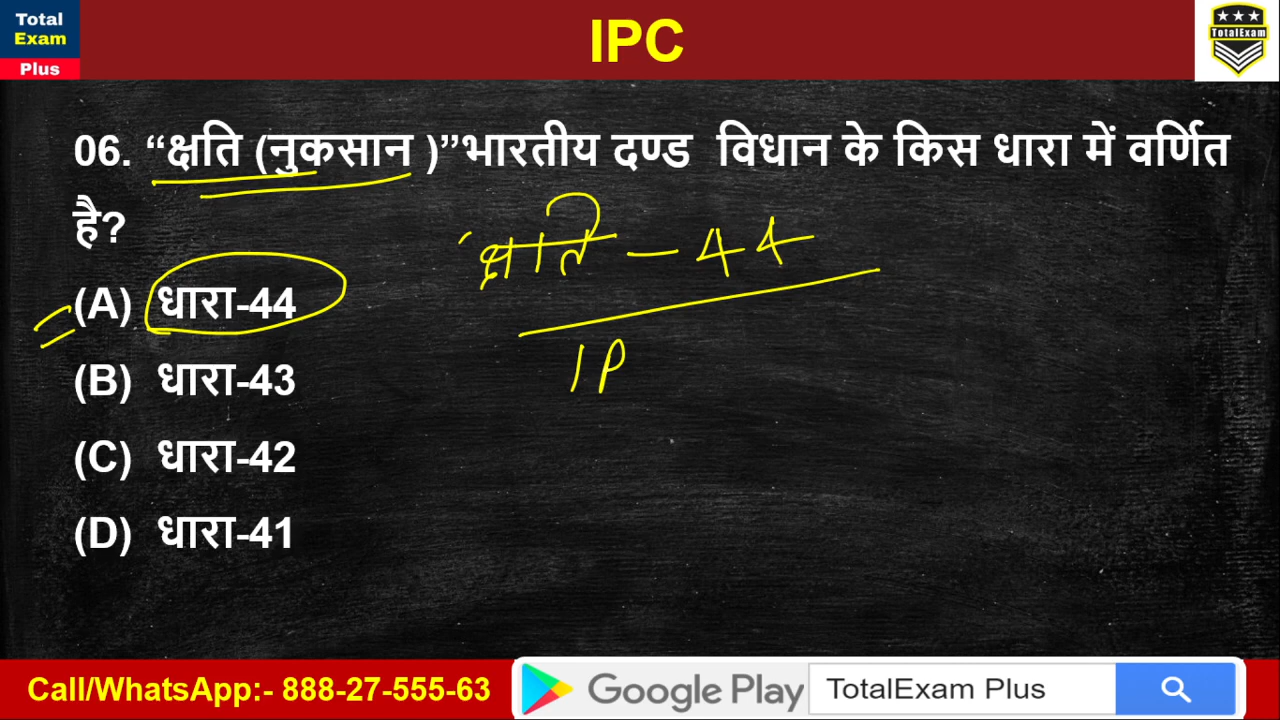 Total
Exam
Plus
IPC
TotalExam
06. “क्षति (नुकसान )”भारतीय दण्ड विधान के किस धारा में वर्णित
है?
क्षति - 44
(A) धारा-44
IP
(B) धारा-43
(C) धारा-42
(D) धारा-41
Call/WhatsApp:- 888-27-555-63
Google Play
TotalExam Plus